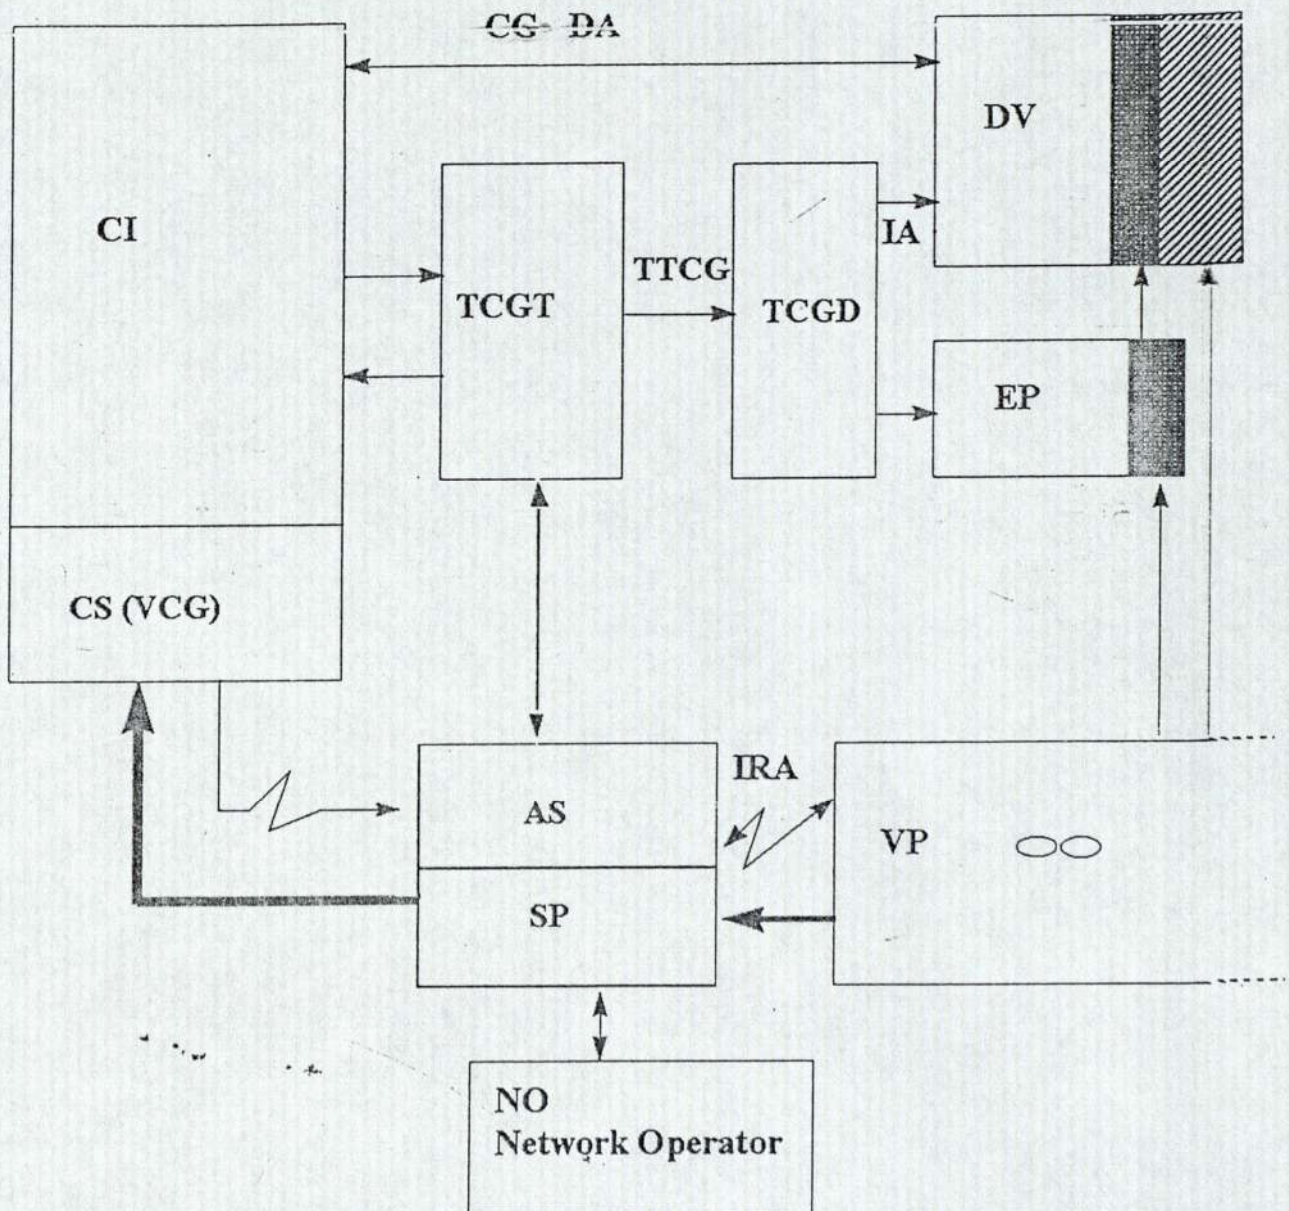 CG DA
DV
CI
IA
TTCG
TCGT
TCGD
EP
CS (VCG)
IRA
AS
VP
SP
NO
Network Operator